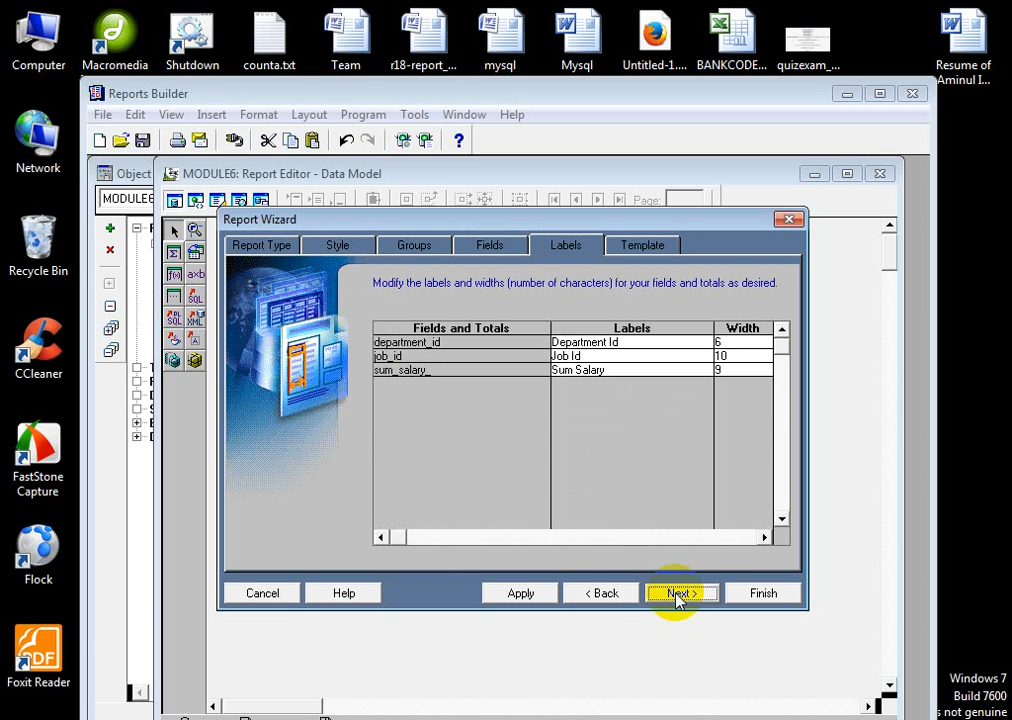 Computer
Macromedia
Shutdown
counta.txt
Team
r18-report_...
mysql
Mysql
Untitled-1....
BANKCODE...
quizexam_...
Resume of
Aminul I...
Network
Recycle Bin
CCleaner
FastStone
Capture
Flock
PDF
Foxit Reader
Reports Builder
File Edit View Insert Format Layout Program Tools Window Help
Object
MODULE6: Report Editor - Data Model
MODULE6
Page:
Report Wizard
Report Type Style Groups Fields Labels Template
Modify the labels and widths (number of characters) for your fields and totals as desired.
Fields and Totals Labels Width
department_id Department Id 6
job_id Job Id 10
sum_salary_ Sum Salary 9
Cancel Help Apply < Back Next > Finish
Windows 7
Build 7600
s not genuine